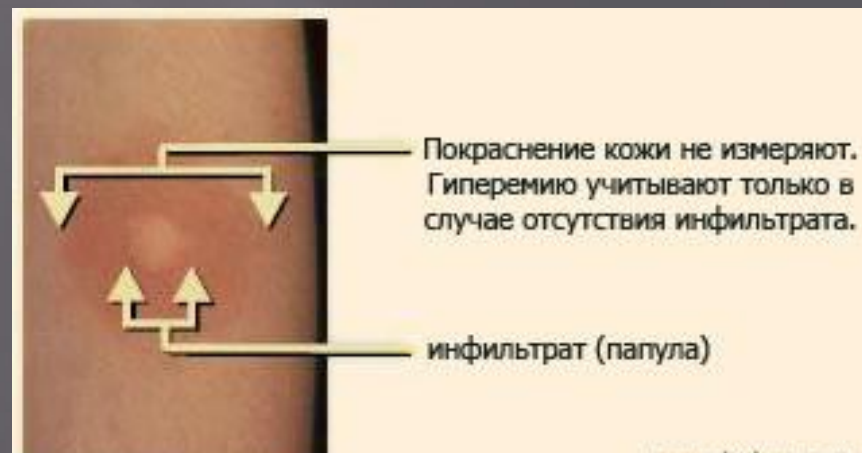 Покраснение кожи не измеряют.
Гиперемию учитывают только в
случае отсутствия инфильтрата.
инфильтрат (папула)